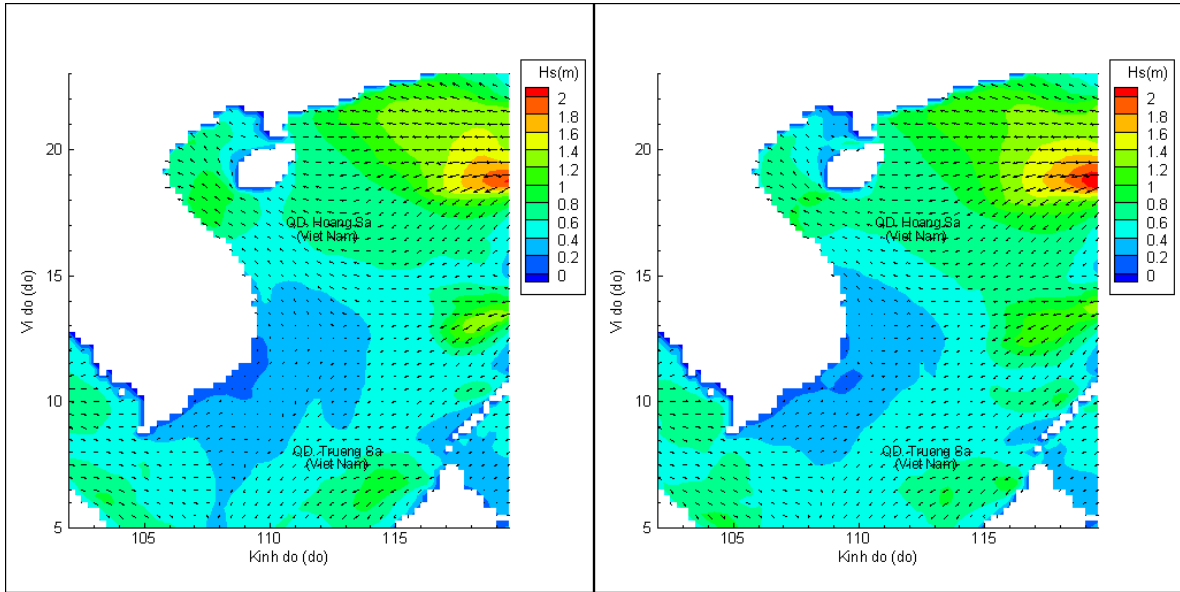 Hs(m)
2
1.8
1.6
1.4
1.2
1
0.8
0.6
0.4
0.2
0
20
15
10
5
Vi do (do)
QD. Hoang Sa
(Viet Nam)
QD. Truong Sa
(Viet Nam)
105
110
115
Kinh do (do)
Hs(m)
2
1.8
1.6
1.4
1.2
1
0.8
0.6
0.4
0.2
0
20
15
10
5
Vi do (do)
QD. Hoang Sa
(Viet Nam)
QD. Truong Sa
(Viet Nam)
105
110
115
Kinh do (do)